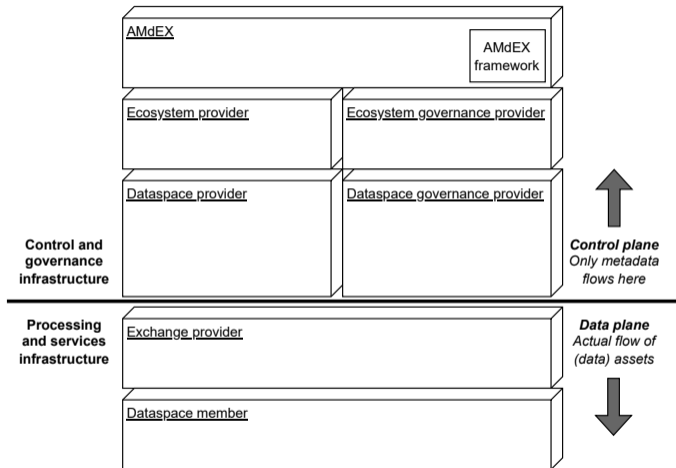 AMdEX
AMdEX
framework
Ecosystem provider
Ecosystem governance provider
Dataspace provider
Dataspace governance provider
Control and
governance
infrastructure
Control plane
Only metadata
flows here
Processing
and services
infrastructure
Exchange provider
Data plane
Actual flow of
(data) assets
Dataspace member